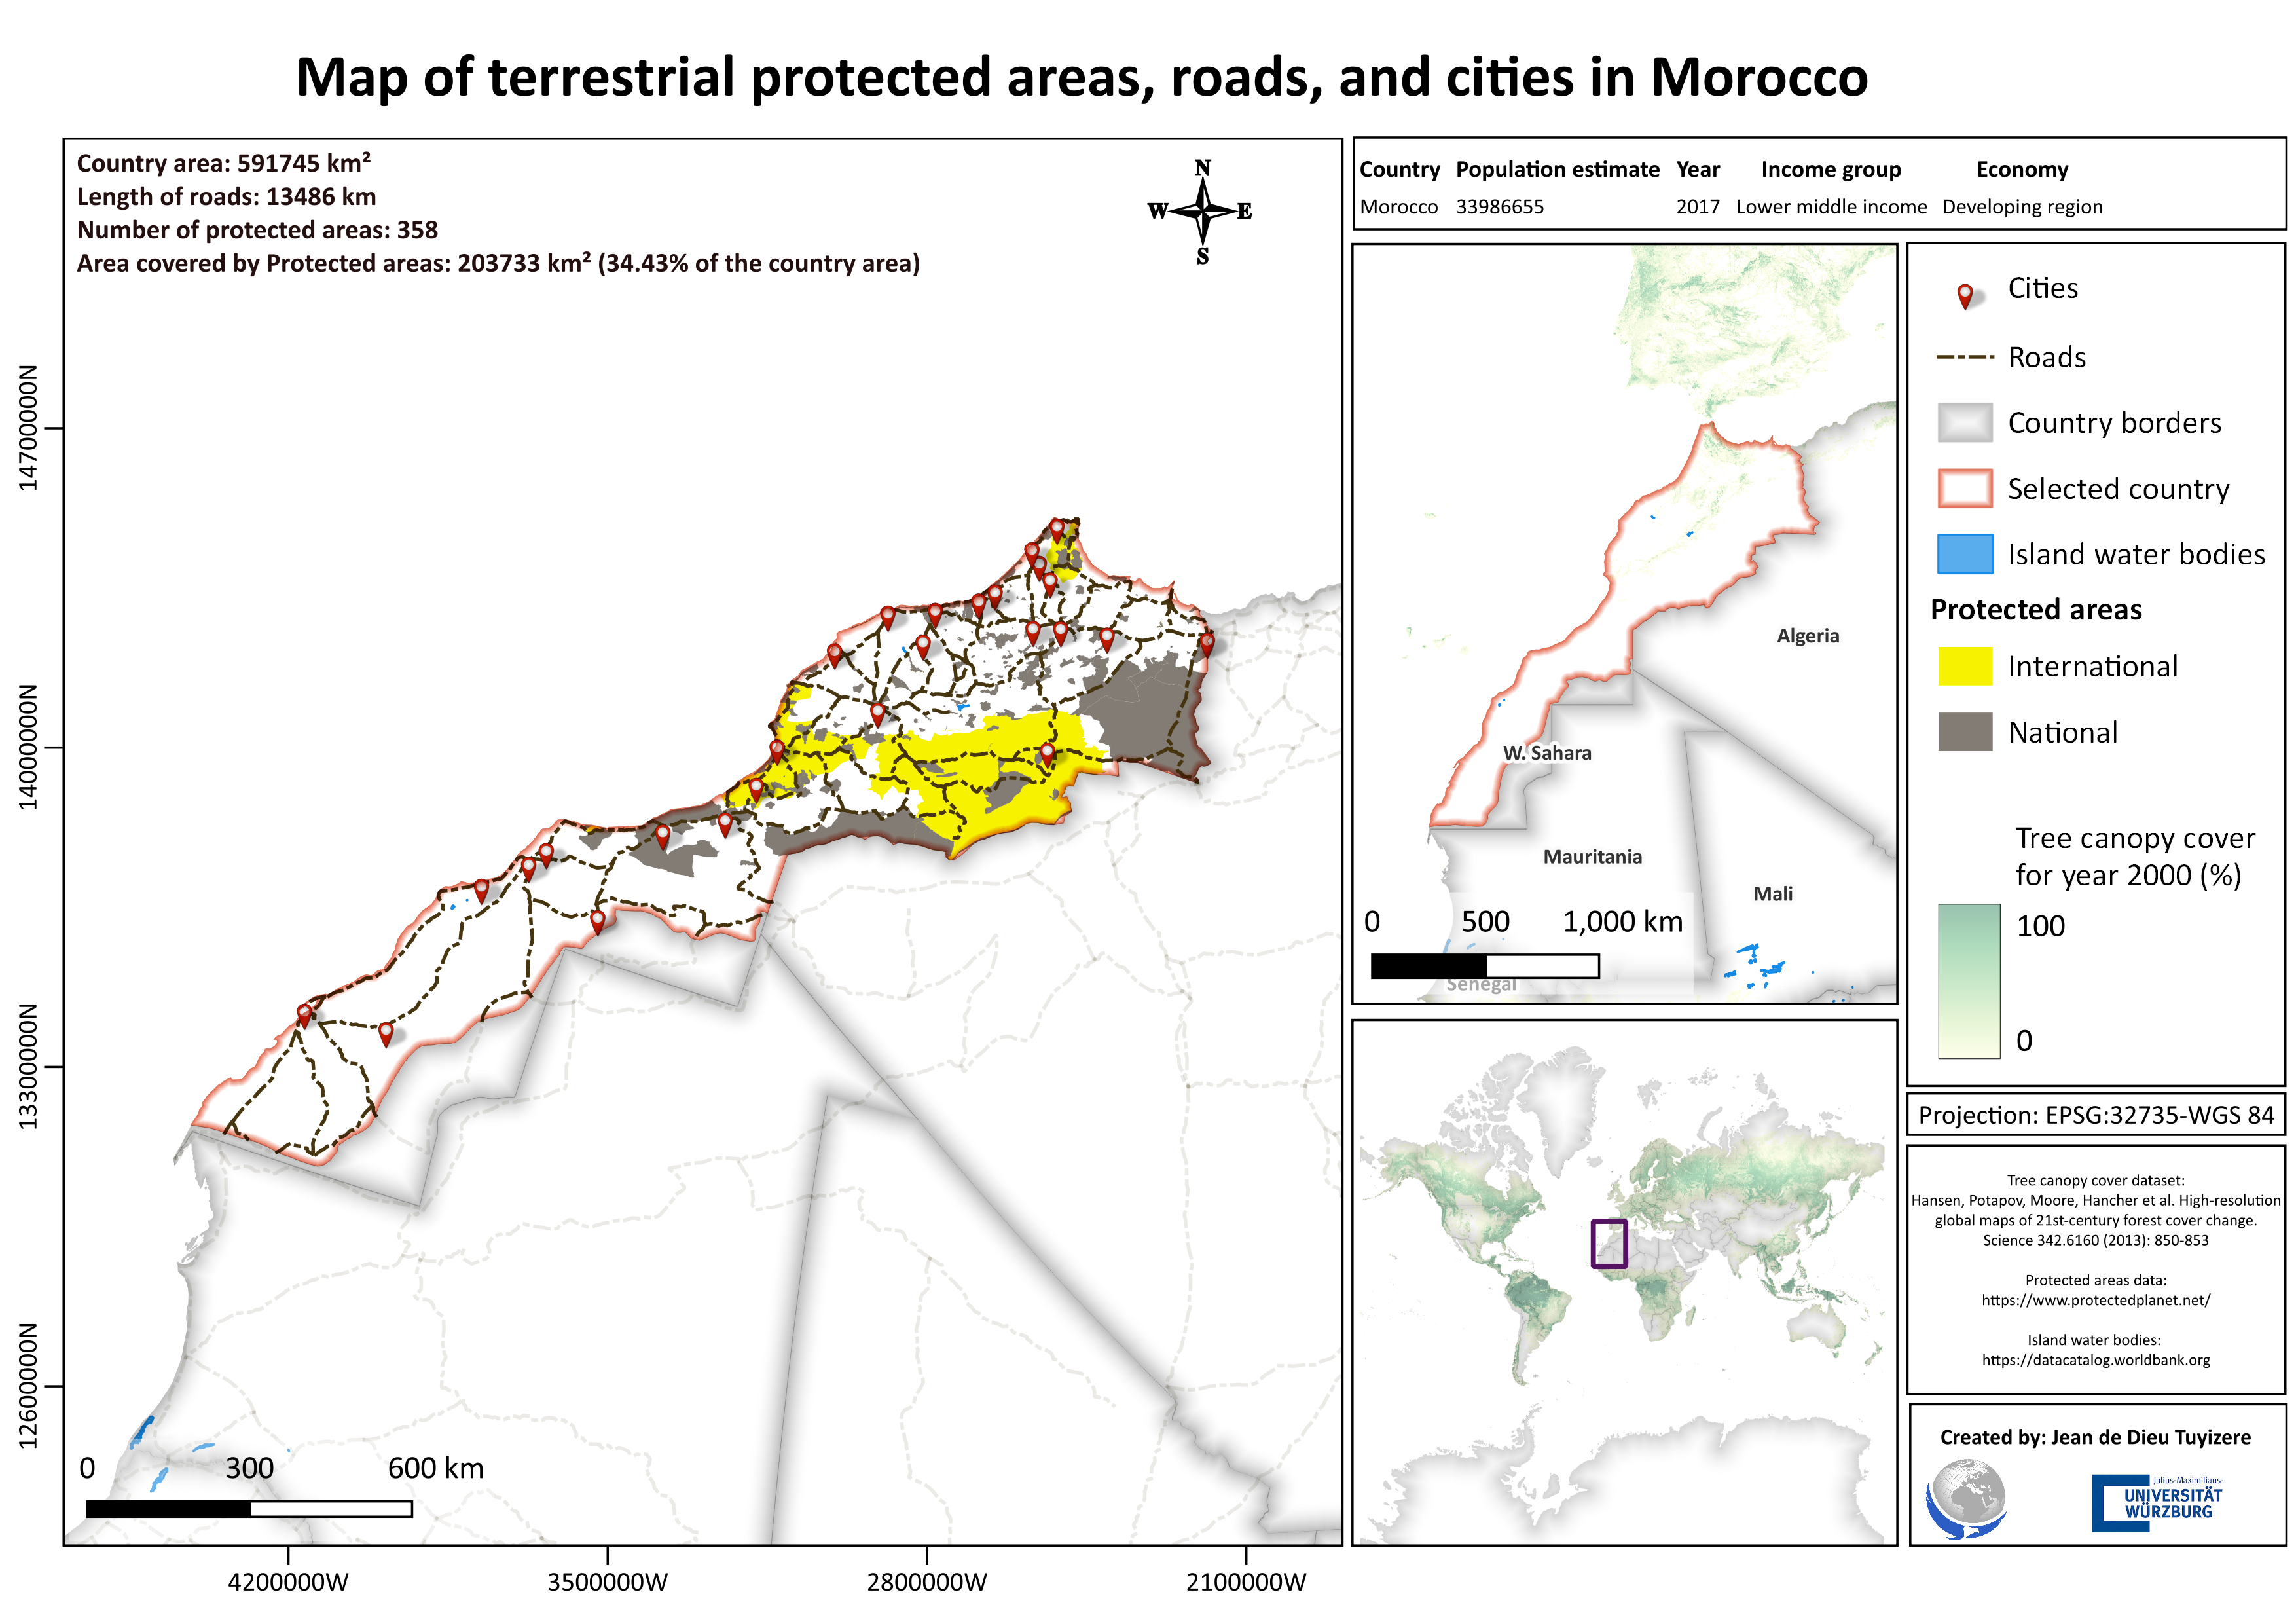 Map of terrestrial protected areas, roads, and cities in Morocco
Country area: 591745 km²
Length of roads: 13486 km
Number of protected areas: 358
Area covered by Protected areas: 203733 km² (34.43% of the country area)
N
W E
S
14700000N
14000000N
13300000N
12600000N
0 300 600 km
4200000W 3500000W 2800000W 2100000W
Country Population estimate Year Income group Economy
Morocco 33986655 2017 Lower middle income Developing region
Algeria
W. Sahara
Mauritania
Mali
0 500 1,000 km
Senegal
Cities
Roads
Country borders
Selected country
Island water bodies
Protected areas
International
National
Tree canopy cover
for year 2000 (%)
100
0
Projection: EPSG:32735-WGS 84
Tree canopy cover dataset:
Hansen, Potapov, Moore, Hancher et al. High-resolution
global maps of 21st-century forest cover change.
Science 342.6160 (2013): 850-853
Protected areas data:
https://www.protectedplanet.net/
Island water bodies:
https://datacatalog.worldbank.org
Created by: Jean de Dieu Tuyizere
Julius-Maximilians-
UNIVERSITÄT
WÜRZBURG